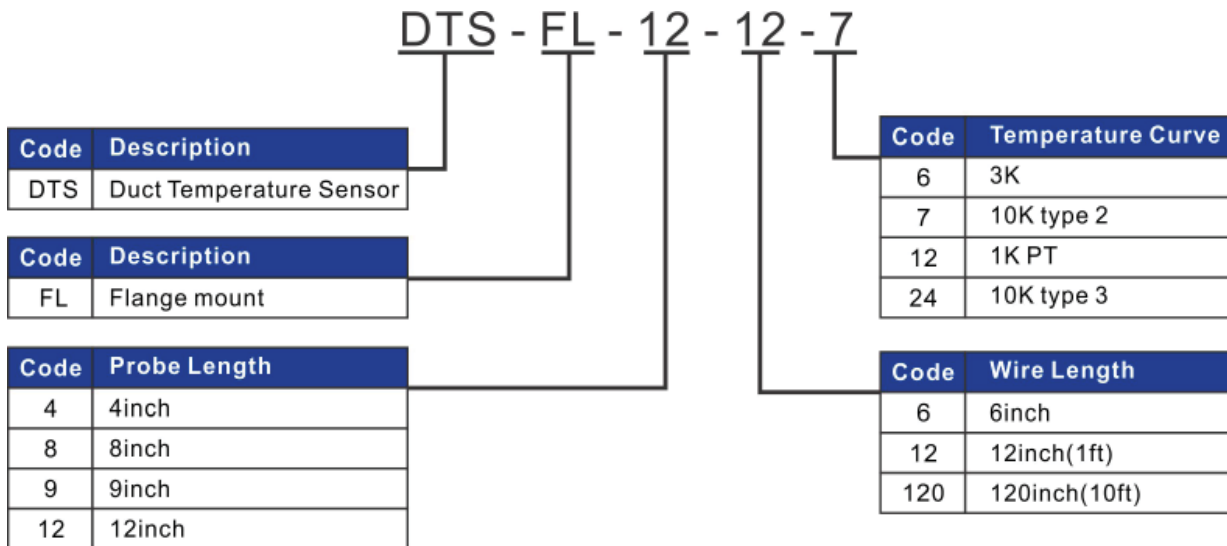 DTS - FL - 12 - 12 - 7
Code Description
DTS Duct Temperature Sensor
Code Description
FL Flange mount
Code Probe Length
4 4inch
8 8inch
9 9inch
12 12inch
Code Temperature Curve
6 3K
7 10K type 2
12 1K PT
24 10K type 3
Code Wire Length
6 6inch
12 12inch(1ft)
120 120inch(10ft)